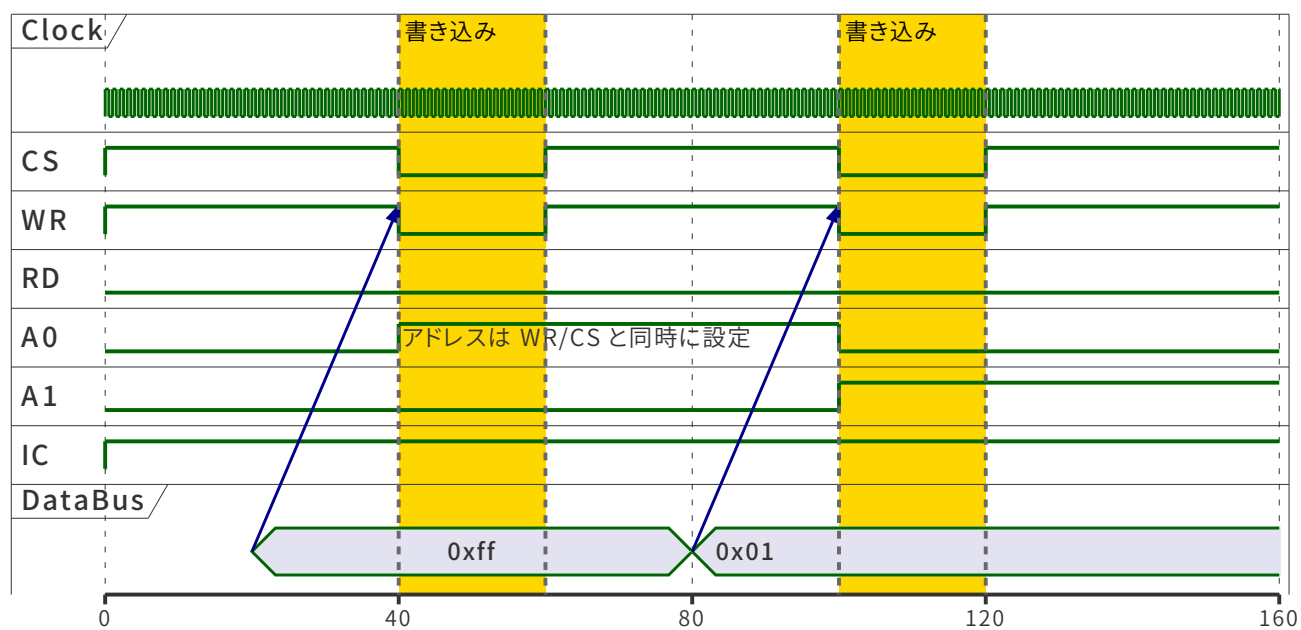 Clock
書き込み
書き込み
CS
WR
RD
A0
アドレスは WR/CS と同時に設定
A1
IC
DataBus
0xff
0x01
0
40
80
120
160